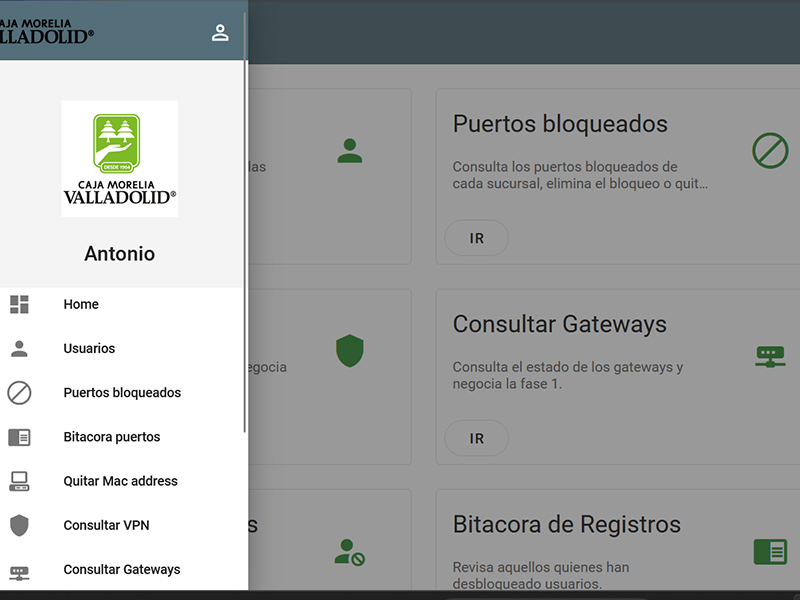 AJA MORELIA
LLADOLID®
DESDE 1964
CAJA MORELIA
VALLADOLID®
Antonio
Home
Usuarios
Puertos bloqueados
Bitacora puertos
Quitar Mac address
Consultar VPN
Consultar Gateways
las
Puertos bloqueados
Consulta los puertos bloqueados de
cada sucursal, elimina el bloqueo o quit...
IR
egocia
Consultar Gateways
Consulta el estado de los gateways y
negocia la fase 1.
IR
s
Bitacora de Registros
Revisa aquellos quienes han
desbloqueado usuarios.